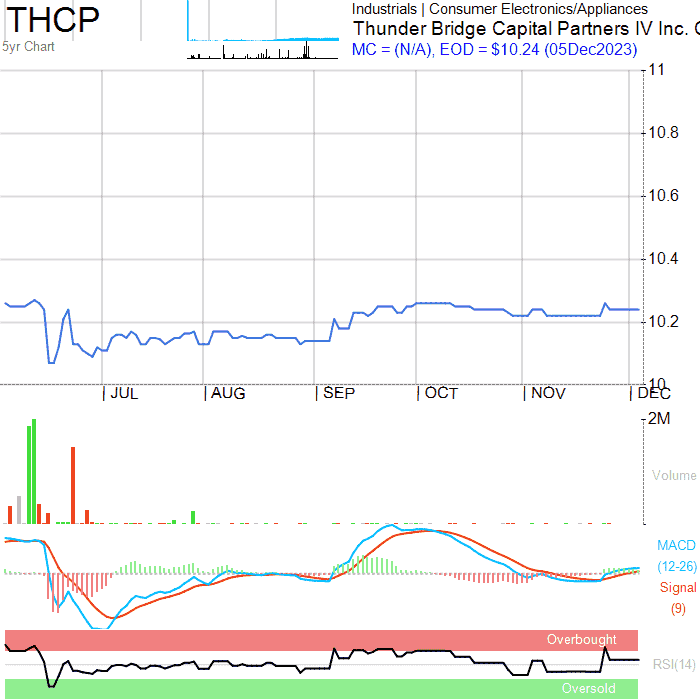 THCP
5yr Chart
Industrials | Consumer Electronics/Appliances
Thunder Bridge Capital Partners IV Inc. C
MC = (N/A), EOD = $10.24 (05Dec2023)
11
10.8
10.6
10.4
10.2
10
| JUL | AUG | SEP | OCT | NOV | DEC
2M
Volume
MACD
(12-26)
Signal
(9)
Overbought
RSI(14)
Oversold